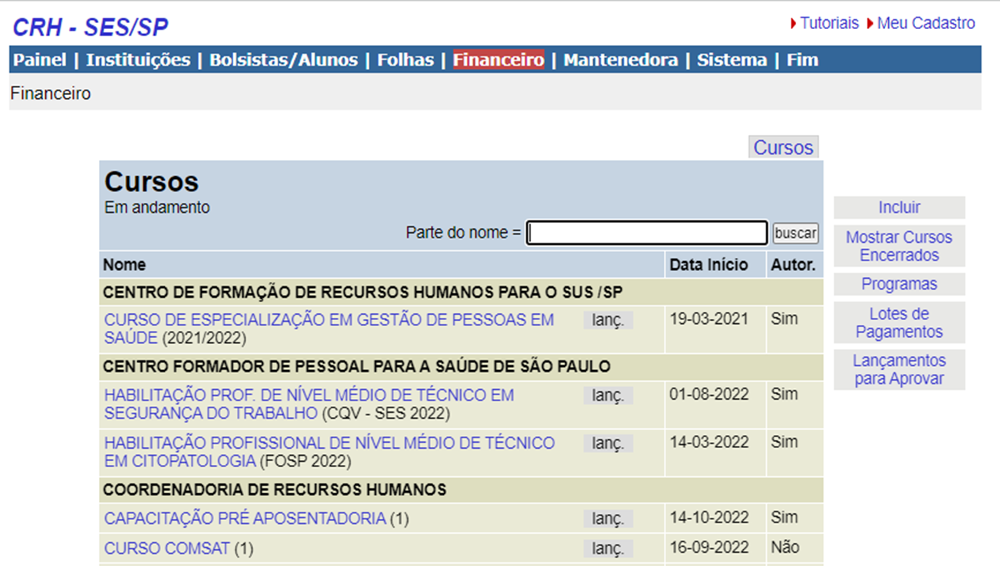 CRH - SES/SP
Tutoriais Meu Cadastro
Painel | Instituições | Bolsistas/Alunos | Folhas | Financeiro | Mantenedora | Sistema | Fim
Financeiro
Cursos
Cursos
Em andamento
Parte do nome = buscar
Nome Data Início Autor.
CENTRO DE FORMAÇÃO DE RECURSOS HUMANOS PARA O SUS /SP
CURSO DE ESPECIALIZAÇÃO EM GESTÃO DE PESSOAS EM lanç. 19-03-2021 Sim
SAÚDE (2021/2022)
CENTRO FORMADOR DE PESSOAL PARA A SAÚDE DE SÃO PAULO
HABILITAÇÃO PROF. DE NÍVEL MÉDIO DE TÉCNICO EM lanç. 01-08-2022 Sim
SEGURANÇA DO TRABALHO (CQV - SES 2022)
HABILITAÇÃO PROFISSIONAL DE NÍVEL MÉDIO DE TÉCNICO lanç. 14-03-2022 Sim
EM CITOPATOLOGIA (FOSP 2022)
COORDENADORIA DE RECURSOS HUMANOS
CAPACITAÇÃO PRÉ APOSENTADORIA (1) lanç. 14-10-2022 Sim
CURSO COMSAT (1) lanç. 16-09-2022 Não
Incluir
Mostrar Cursos
Encerrados
Programas
Lotes de
Pagamentos
Lançamentos
para Aprovar